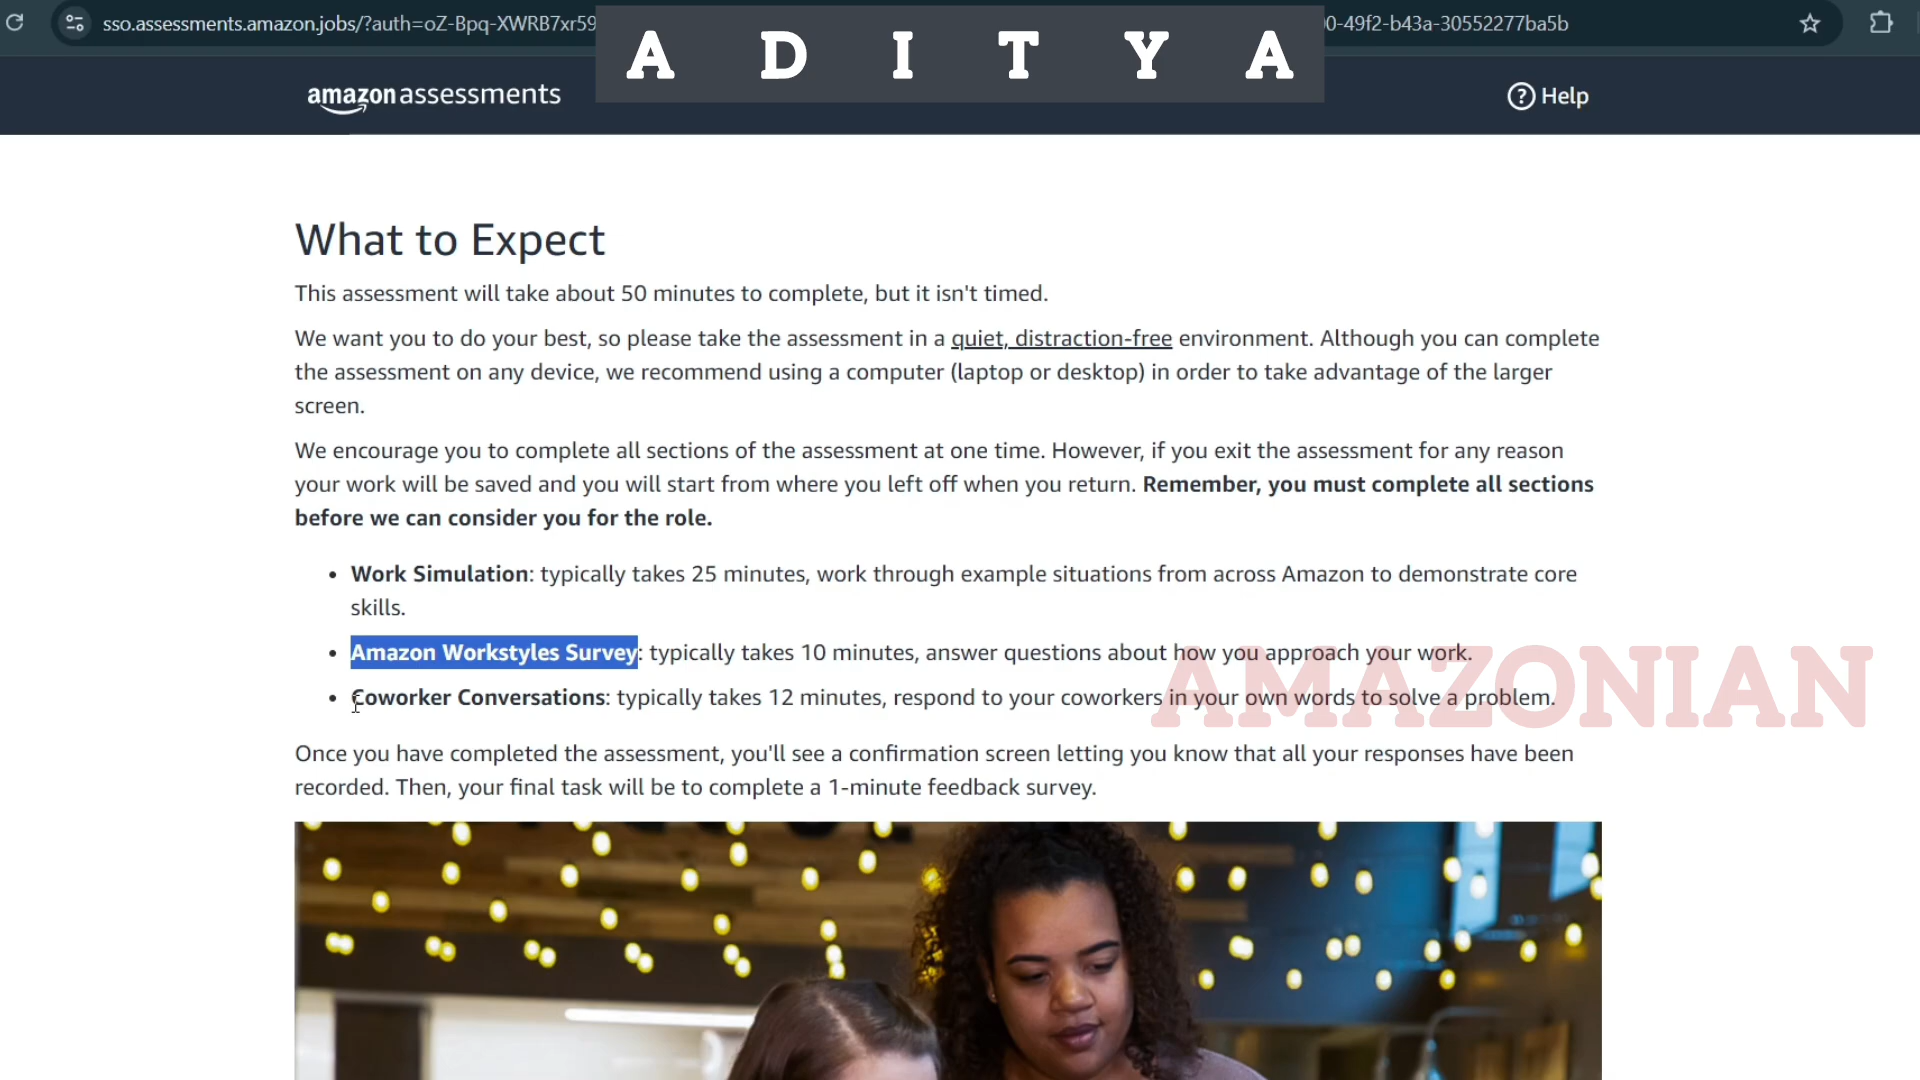 sso.assessments.amazon.jobs/?auth=oZ-Bpq-XWRB7xr59
0-49f2-b43a-30552277ba5b
A D I T Y A
amazon assessments
? Help
What to Expect
This assessment will take about 50 minutes to complete, but it isn't timed.
We want you to do your best, so please take the assessment in a quiet, distraction-free environment. Although you can complete
the assessment on any device, we recommend using a computer (laptop or desktop) in order to take advantage of the larger
screen.
We encourage you to complete all sections of the assessment at one time. However, if you exit the assessment for any reason
your work will be saved and you will start from where you left off when you return. Remember, you must complete all sections
before we can consider you for the role.
• Work Simulation: typically takes 25 minutes, work through example situations from across Amazon to demonstrate core
skills.
• Amazon Workstyles Survey: typically takes 10 minutes, answer questions about how you approach your work.
• Coworker Conversations: typically takes 12 minutes, respond to your coworkers in your own words to solve a problem.
AMAZONIAN
Once you have completed the assessment, you'll see a confirmation screen letting you know that all your responses have been
recorded. Then, your final task will be to complete a 1-minute feedback survey.